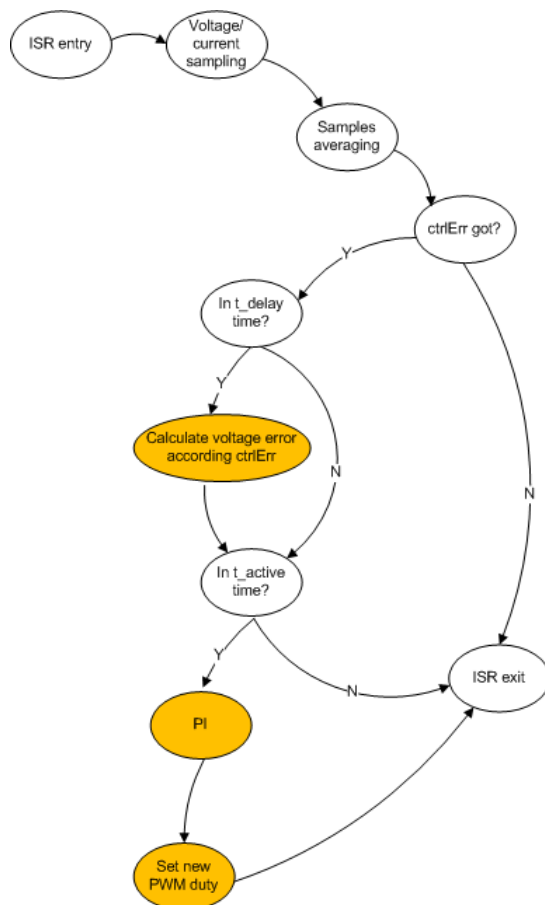 ISR entry
Voltage/
current
sampling
Samples
averaging
ctrlErr got?
Y
In t_delay
time?
Y
Calculate voltage error
according ctrlErr
N
N
In t_active
time?
Y
N
ISR exit
PI
Set new
PWM duty